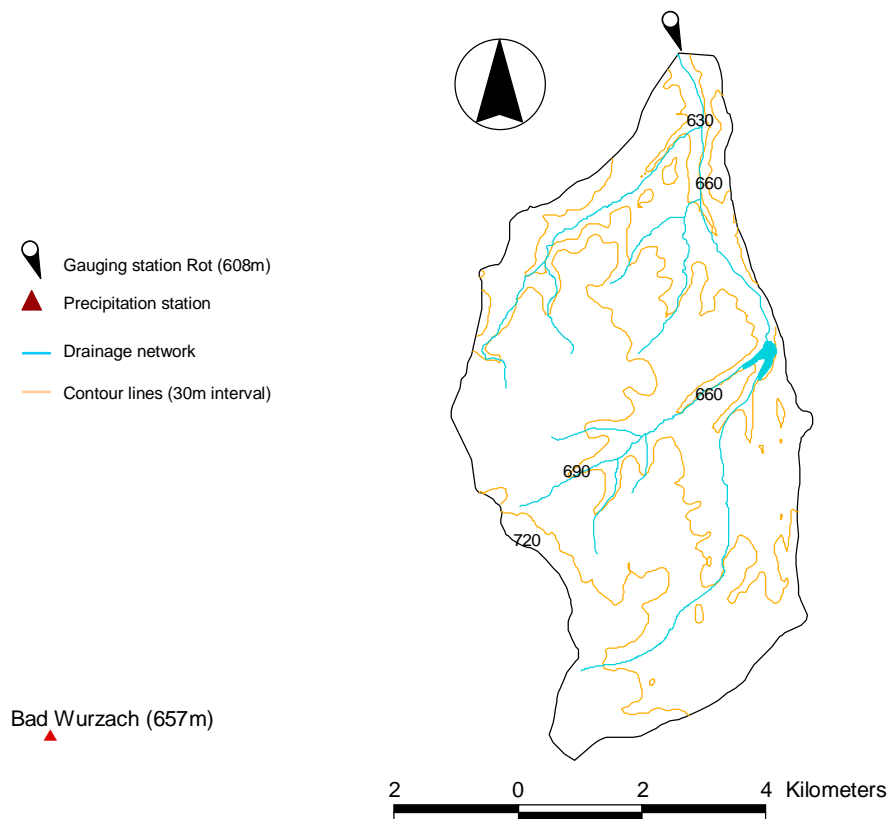 630
660
Gauging station Rot (608m)
Precipitation station
Drainage network
Contour lines (30m interval)
660
690
720
Bad Wurzach (657m)
2 0 2 4 Kilometers